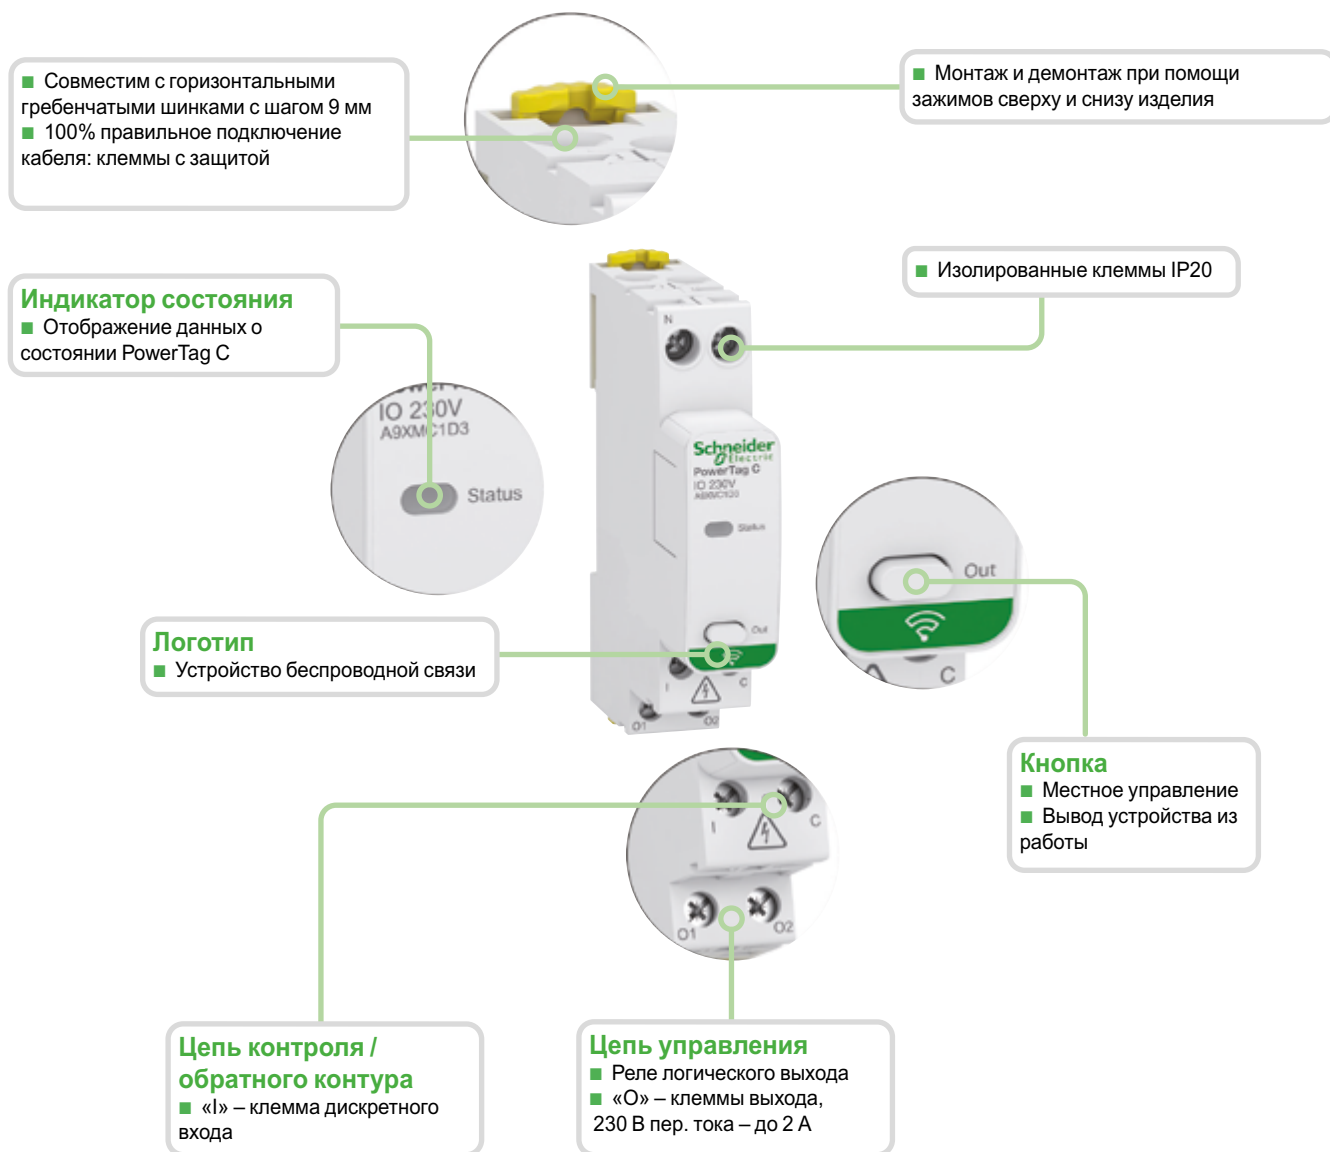 ■ Совместим с горизонтальными
гребенчатыми шинками с шагом 9 мм
■ 100% правильное подключение
кабеля: клеммы с защитой
■ Монтаж и демонтаж при помощи
зажимов сверху и снизу изделия
■ Изолированные клеммы IP20
Индикатор состояния
■ Отображение данных о
состоянии PowerTag C
IO 230V
A9XMC1D3
Status
N
Schneider
Electric
PowerTag C
IO 230V
Status
Out
I
C
O1
O2
Out
C
Логотип
■ Устройство беспроводной связи
Кнопка
■ Местное управление
■ Вывод устройства из
работы
I
C
O1
O2
Цепь контроля /
обратного контура
■ «I» – клемма дискретного
входа
Цепь управления
■ Реле логического выхода
■ «O» – клеммы выхода,
230 В пер. тока – до 2 А